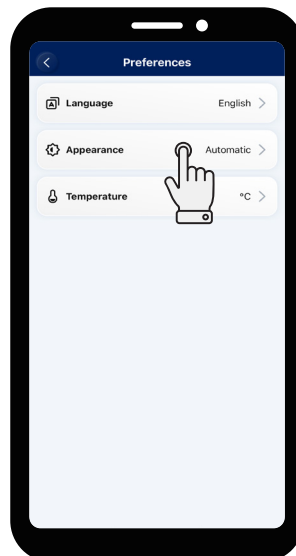 Preferences
Language English
Appearance Automatic
Temperature °C